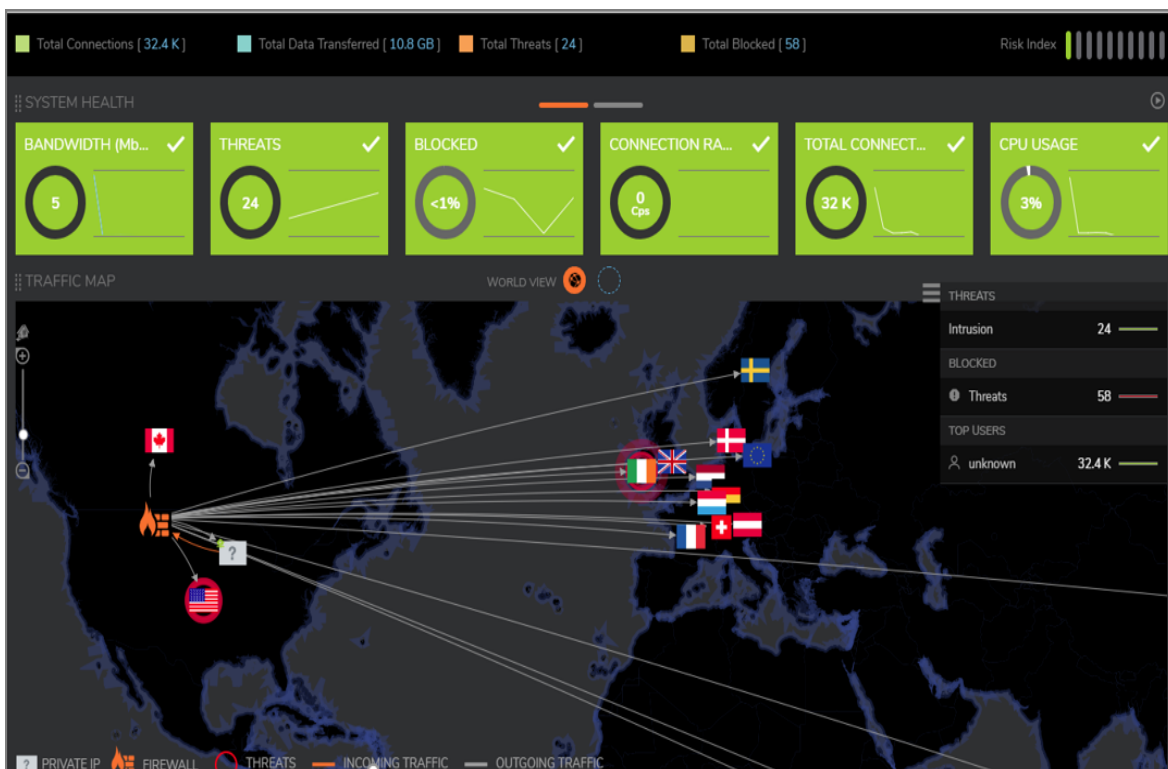 Total Connections [ 32.4 K ]
Total Data Transferred [ 10.8 GB ]
Total Threats [ 24 ]
Total Blocked [ 58 ]
Risk Index
SYSTEM HEALTH
BANDWIDTH (Mb...
5
THREATS
24
BLOCKED
<1%
CONNECTION RA...
0
Cps
TOTAL CONNECT...
32 K
CPU USAGE
3%
TRAFFIC MAP
WORLD VIEW
THREATS
Intrusion 24
BLOCKED
Threats 58
TOP USERS
unknown 32.4 K
?
? PRIVATE IP
FIREWALL
THREATS
INCOMING TRAFFIC
OUTGOING TRAFFIC